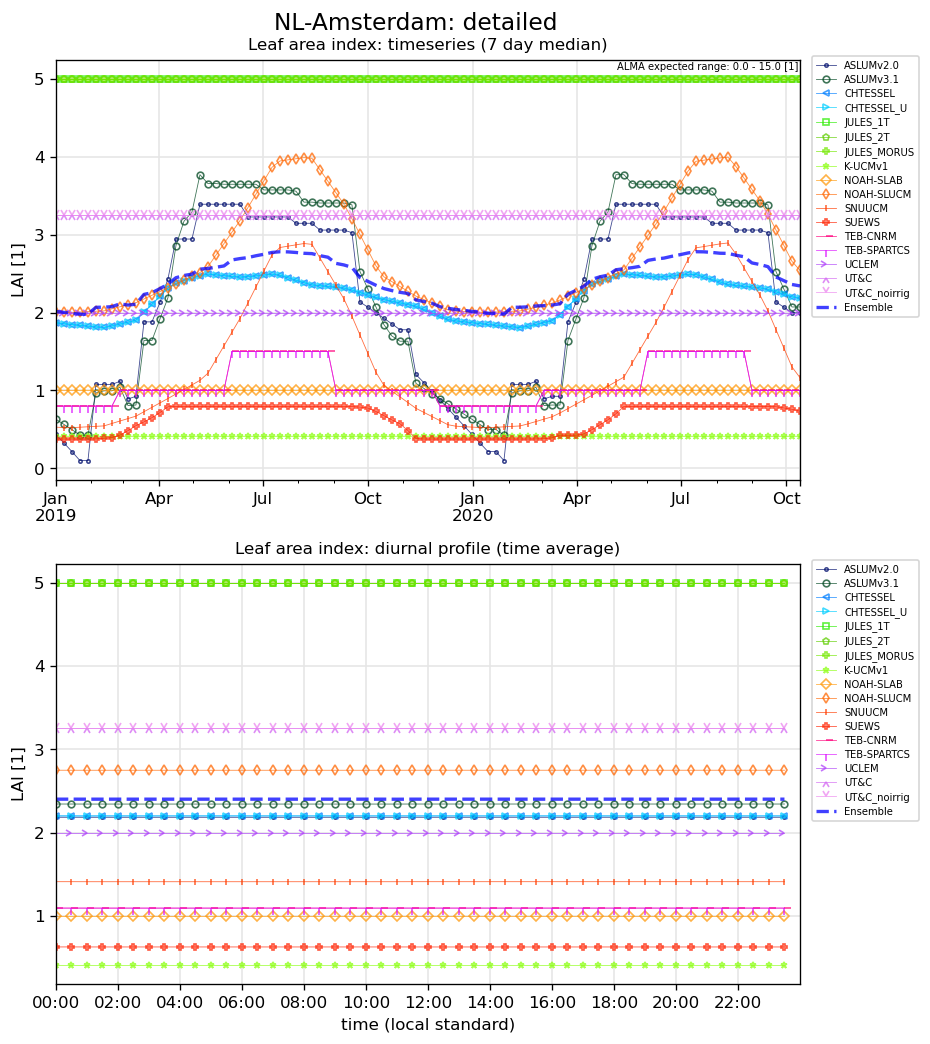 NL-Amsterdam: detailed
Leaf area index: timeseries (7 day median)
ALMA expected range: 0.0 - 15.0 [1]
LAI [1]
5
4
3
2
1
0
Jan
2019
Apr
Jul
Oct
Jan
2020
Apr
Jul
Oct
ASLUMv2.0
ASLUMv3.1
CHTESSEL
CHTESSEL_U
JULES_1T
JULES_2T
JULES_MORUS
K-UCMv1
NOAH-SLAB
NOAH-SLUCM
SNUUCM
SUEWS
TEB-CNRM
TEB-SPARTCS
UCLEM
UT&C
UT&C_noirrig
Ensemble
Leaf area index: diurnal profile (time average)
LAI [1]
5
4
3
2
1
00:00
02:00
04:00
06:00
08:00
10:00
12:00
14:00
16:00
18:00
20:00
22:00
time (local standard)
ASLUMv2.0
ASLUMv3.1
CHTESSEL
CHTESSEL_U
JULES_1T
JULES_2T
JULES_MORUS
K-UCMv1
NOAH-SLAB
NOAH-SLUCM
SNUUCM
SUEWS
TEB-CNRM
TEB-SPARTCS
UCLEM
UT&C
UT&C_noirrig
Ensemble